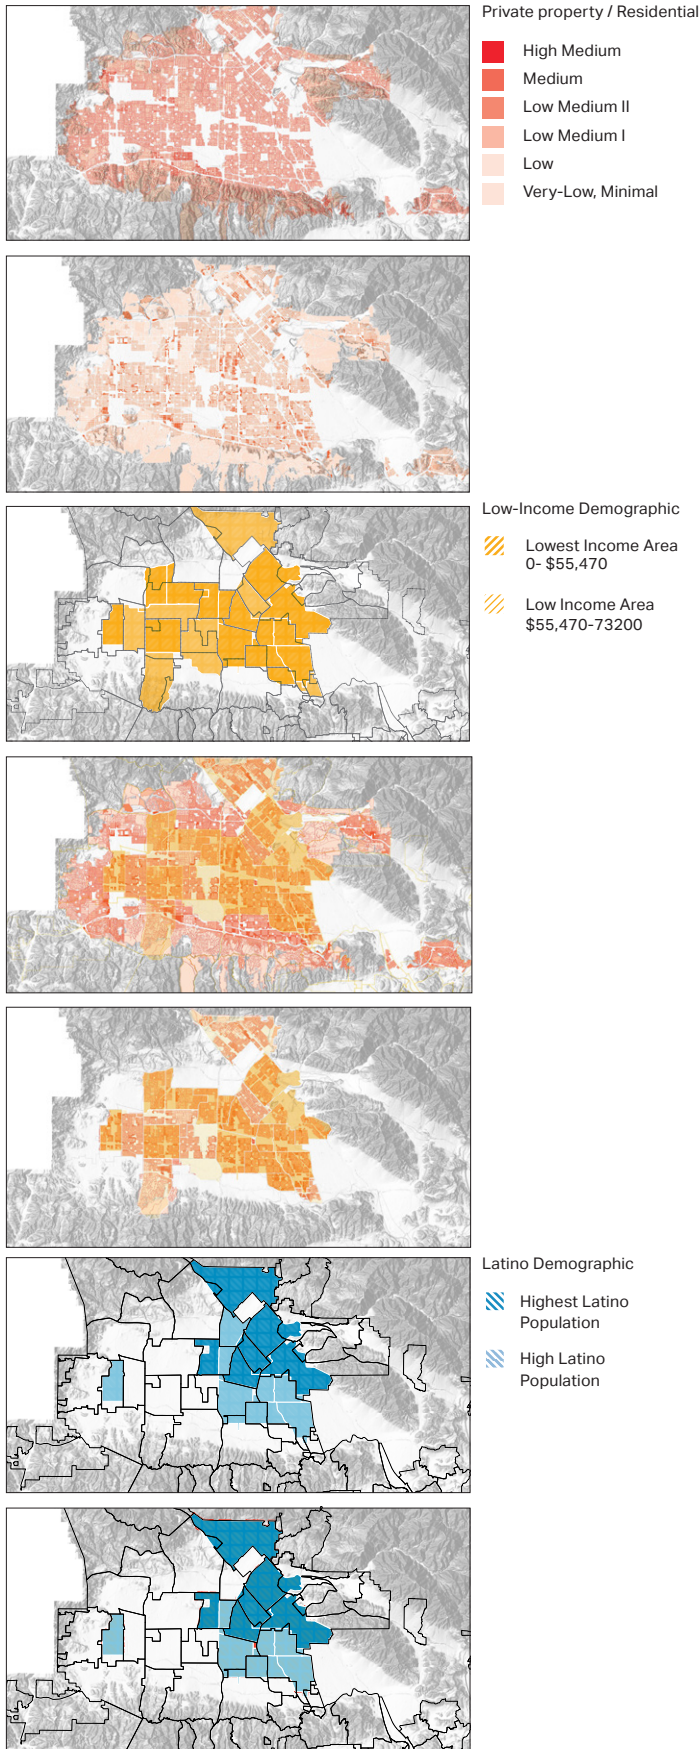 Private property / Residential
High Medium
Medium
Low Medium II
Low Medium I
Low
Very-Low, Minimal
Low-Income Demographic
Lowest Income Area
0- $55,470
Low Income Area
$55,470-73200
Latino Demographic
Highest Latino
Population
High Latino
Population